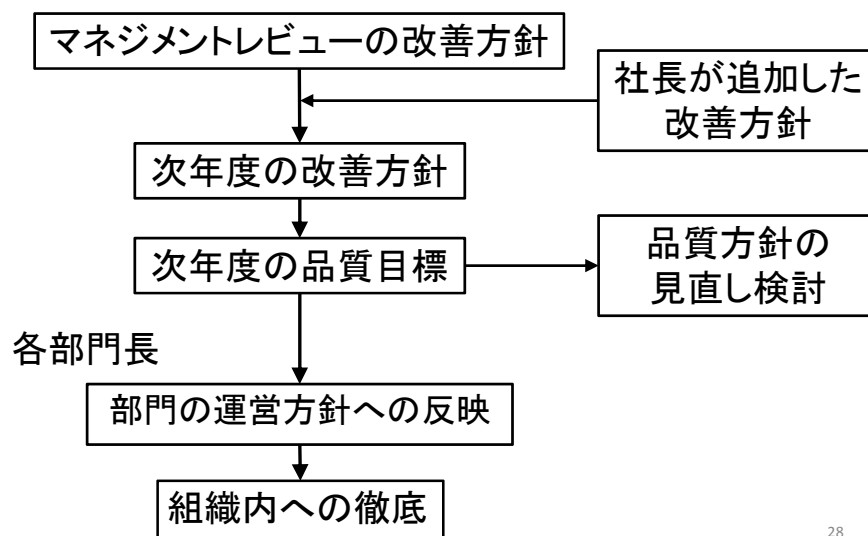 マネジメントレビューの改善方針
社長が追加した
改善方針
次年度の改善方針
次年度の品質目標
品質方針の
見直し検討
各部門長
部門の運営方針への反映
組織内への徹底
28